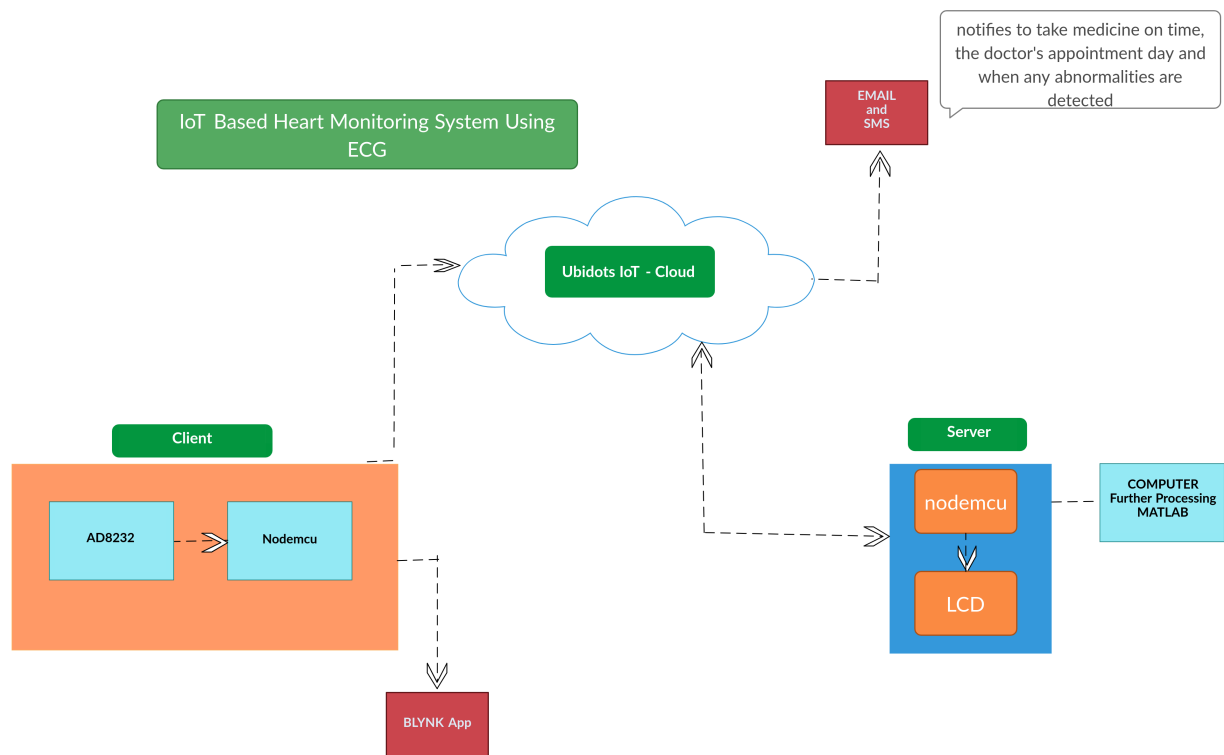 notifies to take medicine on time,
the doctor's appointment day and
when any abnormalities are
detected
EMAIL
and
SMS
IoT Based Heart Monitoring System Using
ECG
Ubidots IoT - Cloud
Client
Server
AD8232
Nodemcu
nodemcu
LCD
COMPUTER
Further Processing
MATLAB
BLYNK App